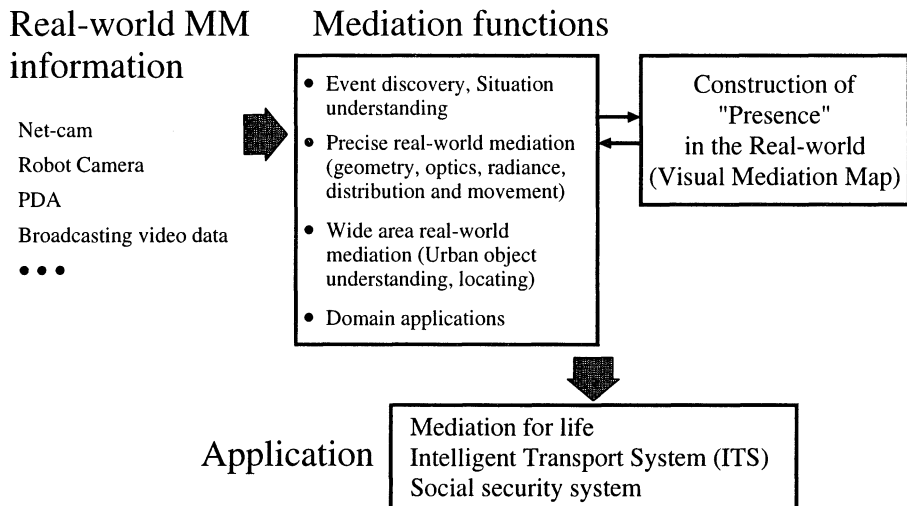 Real-world MM
information
Net-cam
Robot Camera
PDA
Broadcasting video data
• • •
Mediation functions
• Event discovery, Situation
understanding
• Precise real-world mediation
(geometry, optics, radiance,
distribution and movement)
• Wide area real-world
mediation (Urban object
understanding, locating)
• Domain applications
Construction of
"Presence"
in the Real-world
(Visual Mediation Map)
Application
Mediation for life
Intelligent Transport System (ITS)
Social security system